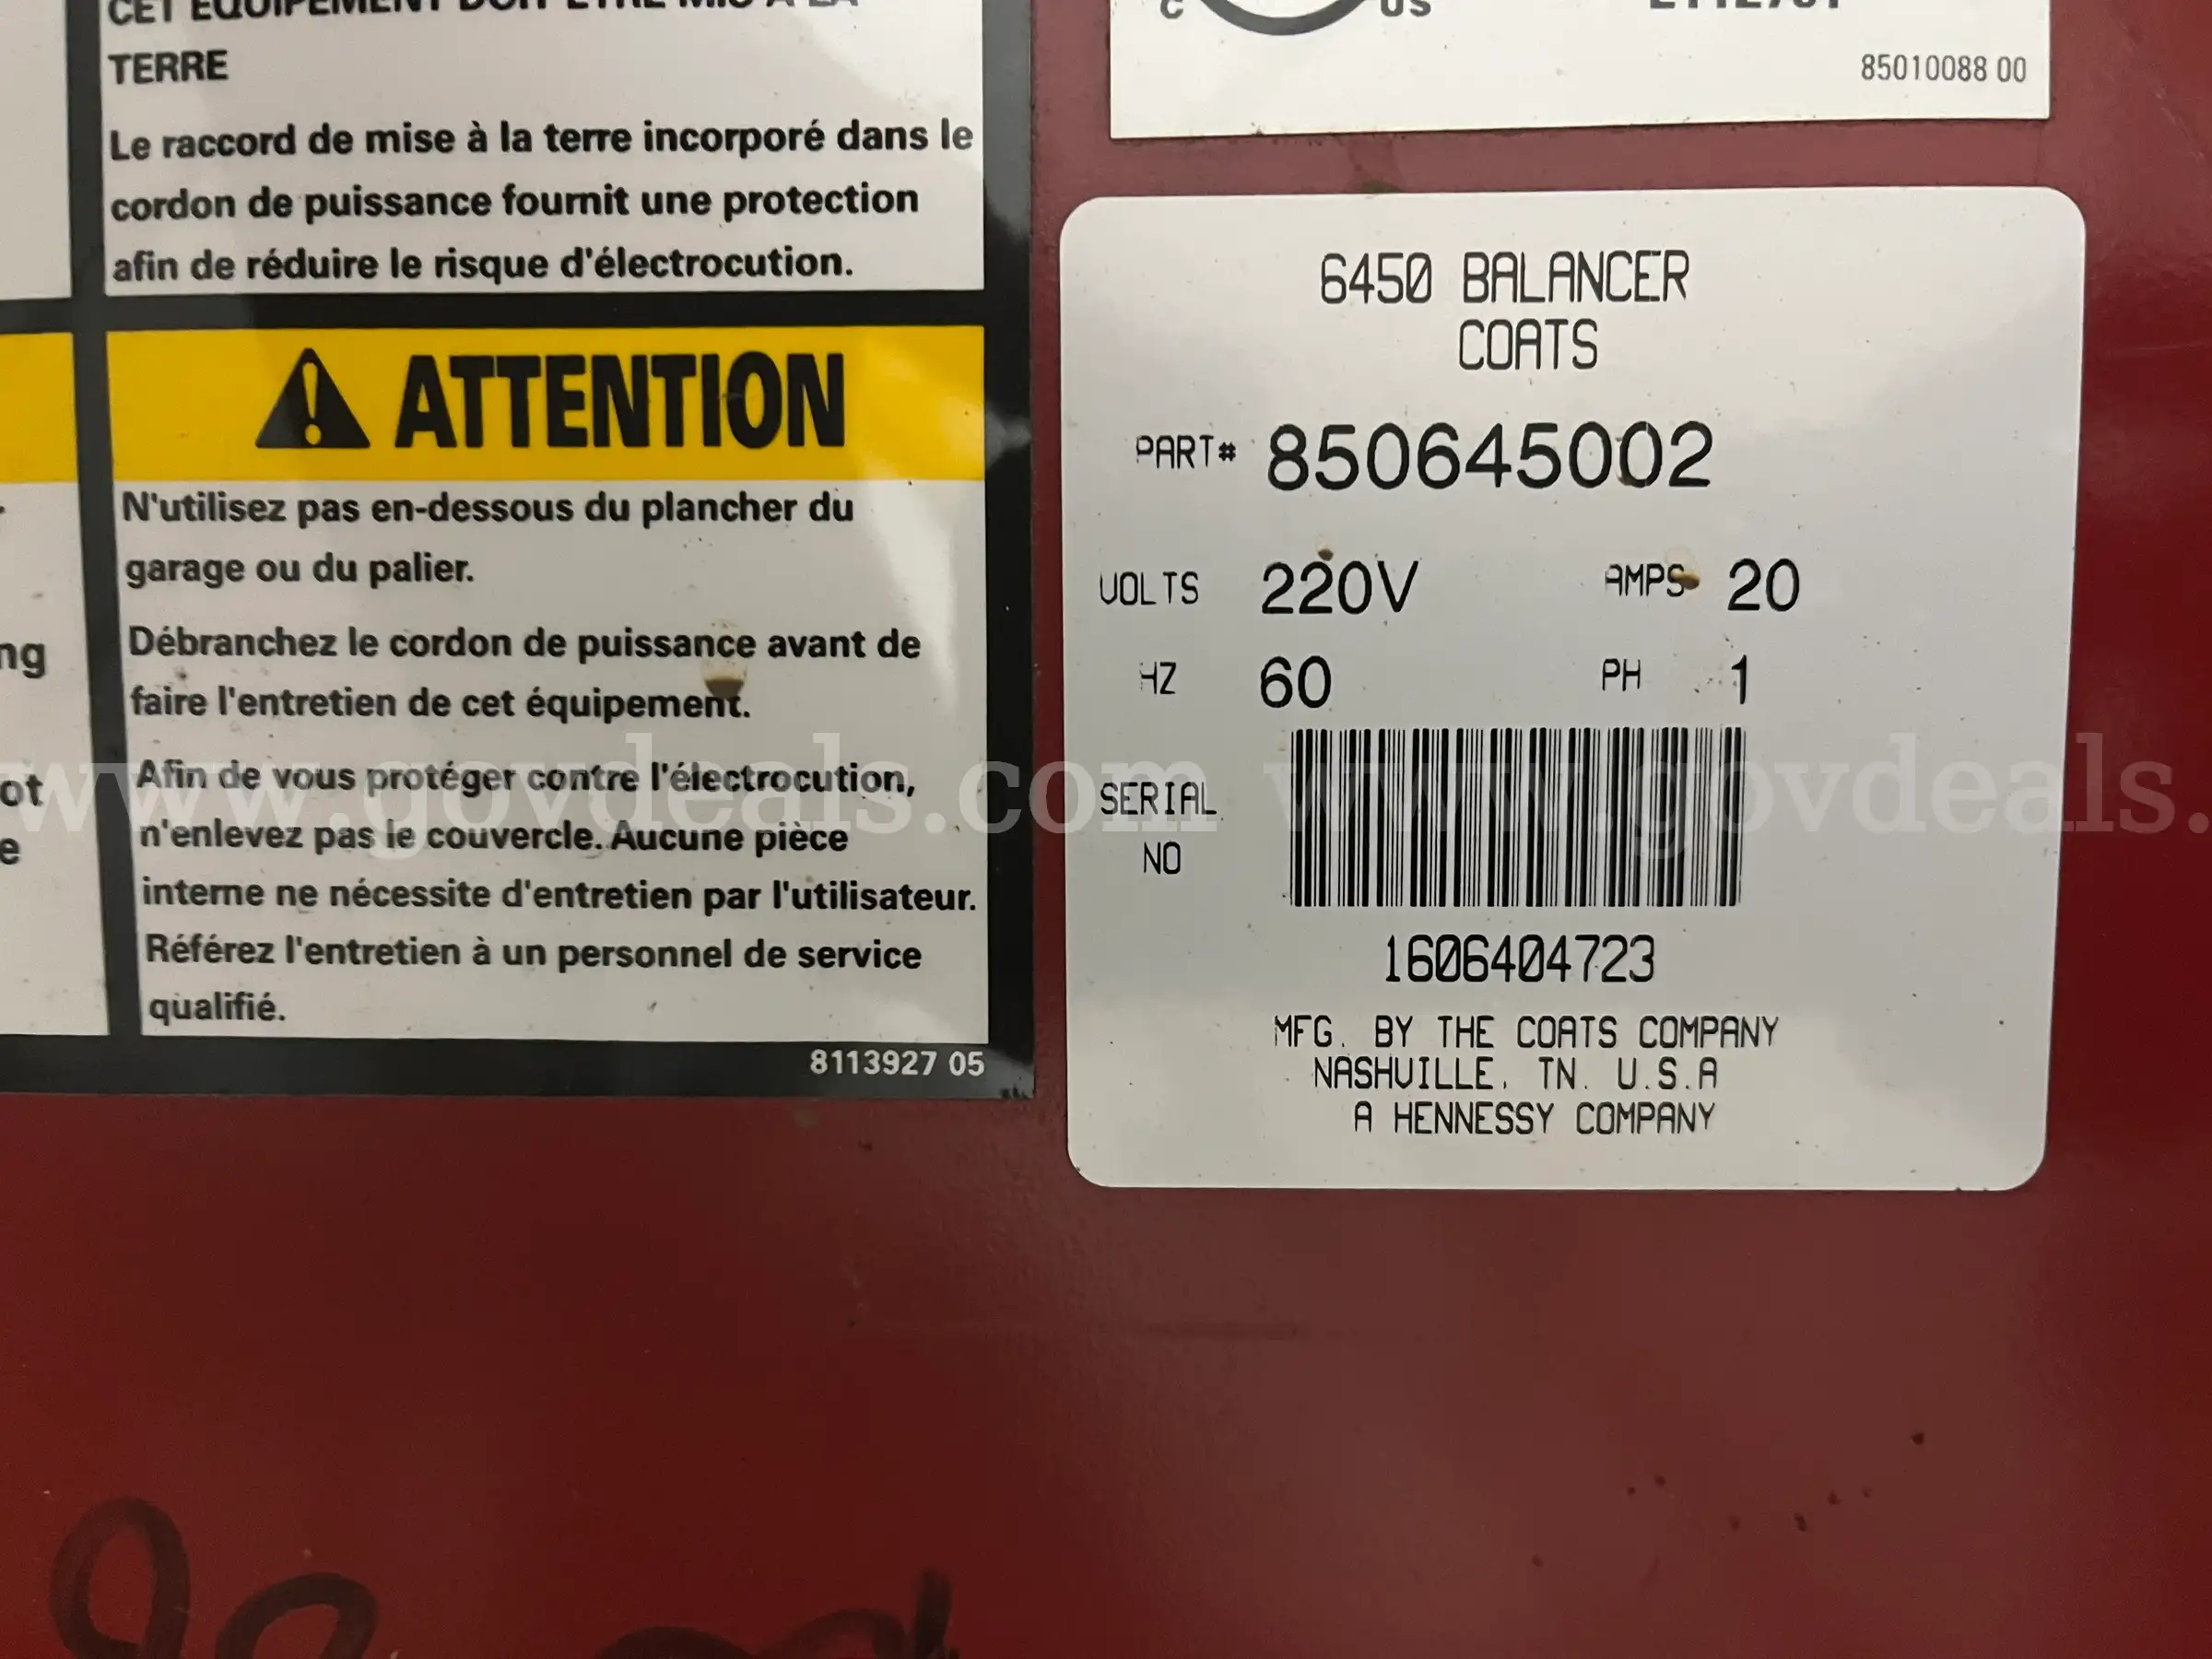 TERRE
Le raccord de mise à la terre incorporé dans le
cordon de puissance fournit une protection
afin de réduire le risque d'électrocution.
ATTENTION
N'utilisez pas en-dessous du plancher du
garage ou du palier.
Débranchez le cordon de puissance avant de
faire l'entretien de cet équipement.
Afin de vous protéger contre l'électrocution,
n'enlevez pas le couvercle. Aucune pièce
interne ne nécessite d'entretien par l'utilisateur.
Référez l'entretien à un personnel de service
qualifié.
8113927 05
ng
ot
e
C US
85010088 00
6450 BALANCER
COATS
PART# 850645002
VOLTS 220V AMPS 20
HZ 60 PH 1
SERIAL
NO
1606404723
MFG. BY THE COATS COMPANY
NASHVILLE, TN. U.S.A
A HENNESSY COMPANY
www.govdeals.com www.govdeals.